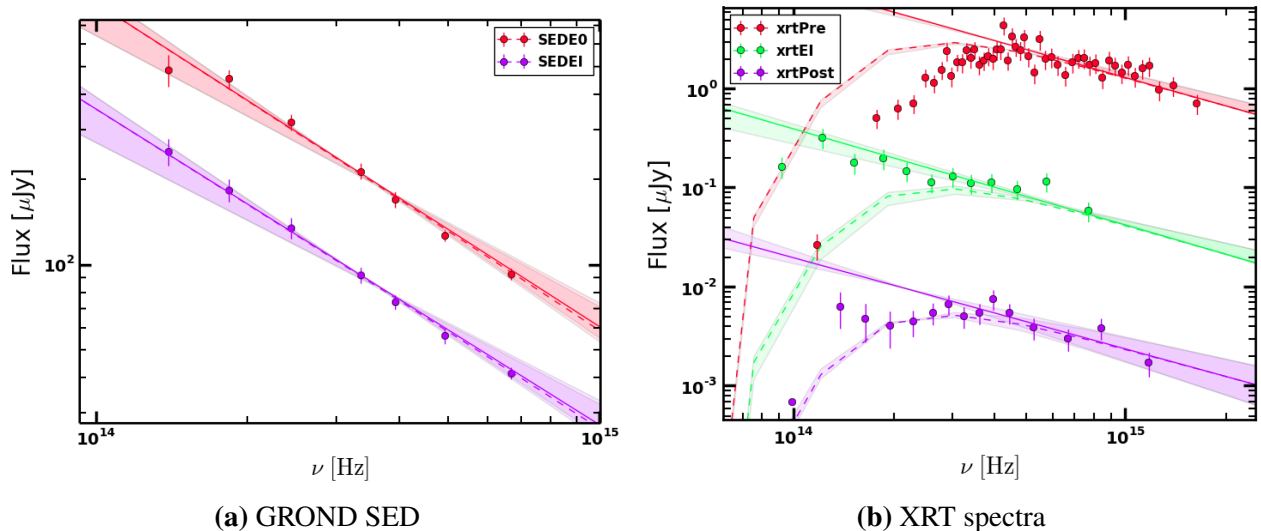 SEDE0
SEDEI
Flux [μJy]
10²
10¹⁴
10¹⁵
ν [Hz]
(a) GROND SED
xrtPre
xrtEI
xrtPost
Flux [μJy]
10⁰
10⁻¹
10⁻²
10⁻³
10¹⁴
10¹⁵
ν [Hz]
(b) XRT spectra